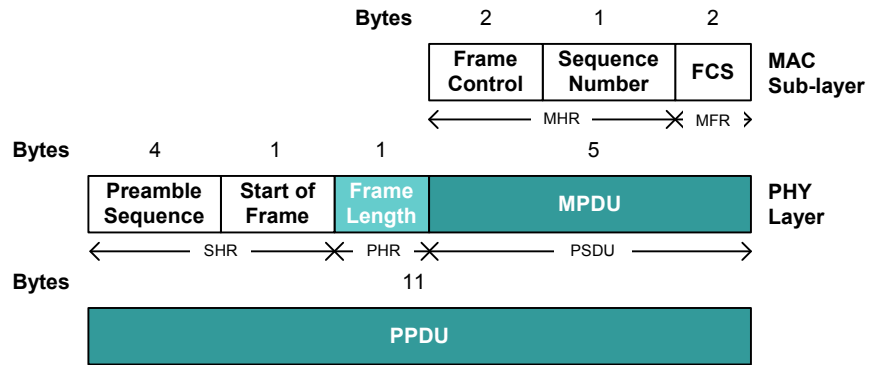 Bytes 2 1 2
Frame Control Sequence Number FCS MAC Sub-layer
MHR MFR
Bytes 4 1 1 5
Preamble Sequence Start of Frame Frame Length MPDU PHY Layer
SHR PHR PSDU
Bytes 11
PPDU